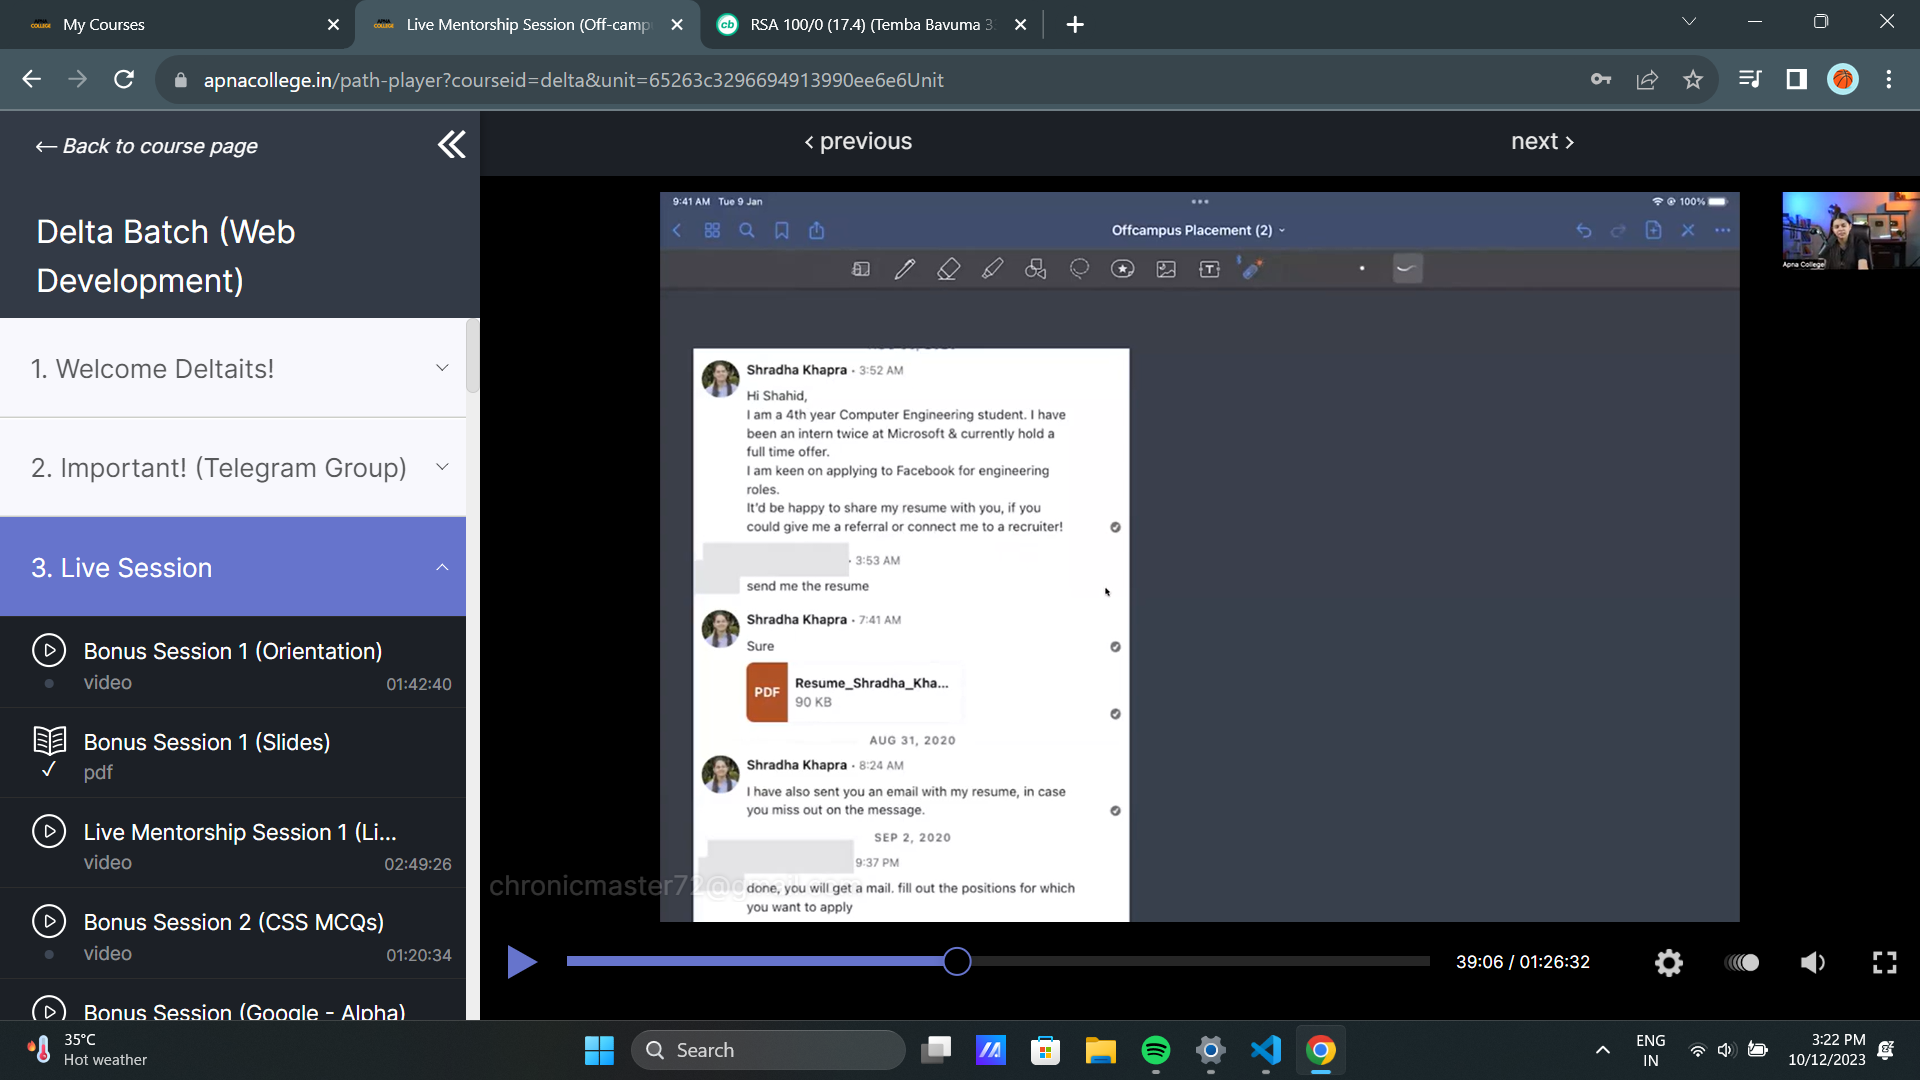 My Courses
Live Mentorship Session (Off-camp
RSA 100/0 (17.4) (Temba Bavuma 3
apnacollege.in/path-player?courseid=delta&unit=65263c3296694913990ee6e6Unit
← Back to course page
‹ previous
next ›
Delta Batch (Web
Development)
1. Welcome Deltaits!
2. Important! (Telegram Group)
3. Live Session
Bonus Session 1 (Orientation)
video
01:42:40
Bonus Session 1 (Slides)
pdf
Live Mentorship Session 1 (Li...
video
02:49:26
Bonus Session 2 (CSS MCQs)
video
01:20:34
Bonus Session (Google - Alpha)
9:41 AM Tue 9 Jan
100%
Offcampus Placement (2)
Apna College
Shradha Khapra • 3:52 AM
Hi Shahid,
I am a 4th year Computer Engineering student. I have
been an intern twice at Microsoft & currently hold a
full time offer.
I am keen on applying to Facebook for engineering
roles.
It'd be happy to share my resume with you, if you
could give me a referral or connect me to a recruiter!
• 3:53 AM
send me the resume
Shradha Khapra • 7:41 AM
Sure
PDF
Resume_Shradha_Kha...
90 KB
AUG 31, 2020
Shradha Khapra • 8:24 AM
I have also sent you an email with my resume, in case
you miss out on the message.
SEP 2, 2020
9:37 PM
done, you will get a mail. fill out the positions for which
you want to apply
39:06 / 01:26:32
35°C
Hot weather
Search
ENG
IN
3:22 PM
10/12/2023